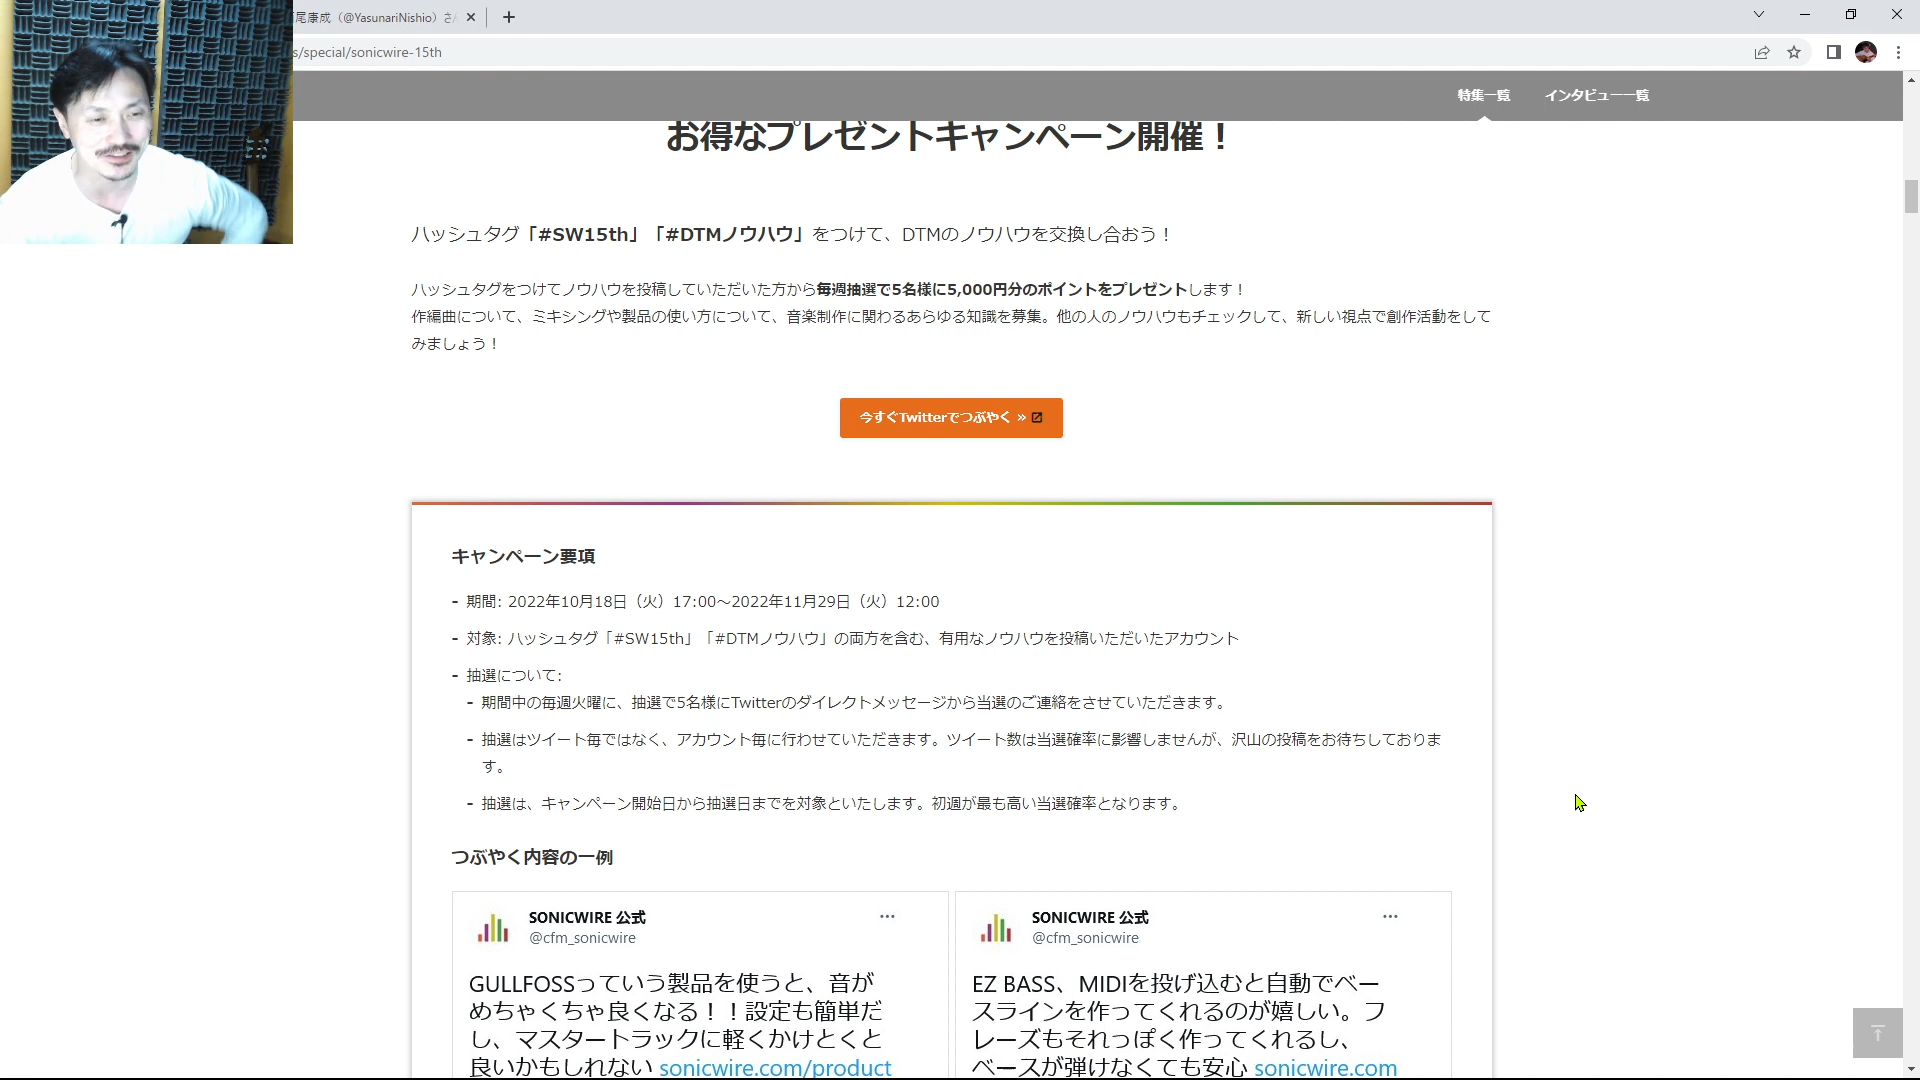 尾康成（@YasunariNishio）さ
s/special/sonicwire-15th
特集一覧 インタビュー一覧
お得なプレゼントキャンペーン開催！
ハッシュタグ「#SW15th」「#DTMノウハウ」をつけて、DTMのノウハウを交換し合おう！
ハッシュタグをつけてノウハウを投稿していただいた方から毎週抽選で5名様に5,000円分のポイントをプレゼントします！
作編曲について、ミキシングや製品の使い方について、音楽制作に関わるあらゆる知識を募集。他の人のノウハウもチェックして、新しい視点で創作活動をして
みましょう！
今すぐTwitterでつぶやく »
キャンペーン要項
- 期間: 2022年10月18日（火）17:00～2022年11月29日（火）12:00
- 対象: ハッシュタグ「#SW15th」「#DTMノウハウ」の両方を含む、有用なノウハウを投稿いただいたアカウント
- 抽選について:
- 期間中の毎週火曜に、抽選で5名様にTwitterのダイレクトメッセージから当選のご連絡をさせていただきます。
- 抽選はツイート毎ではなく、アカウント毎に行わせていただきます。ツイート数は当選確率に影響しませんが、沢山の投稿をお待ちしておりま
す。
- 抽選は、キャンペーン開始日から抽選日までを対象といたします。初週が最も高い当選確率となります。
つぶやく内容の一例
SONICWIRE 公式
@cfm_sonicwire
GULLFOSSっていう製品を使うと、音が
めちゃくちゃ良くなる！！設定も簡単だ
し、マスタートラックに軽くかけとくと
良いかもしれない sonicwire.com/product
SONICWIRE 公式
@cfm_sonicwire
EZ BASS、MIDIを投げ込むと自動でベー
スラインを作ってくれるのが嬉しい。フ
レーズもそれっぽく作ってくれるし、
ベースが弾けなくても安心 sonicwire.com